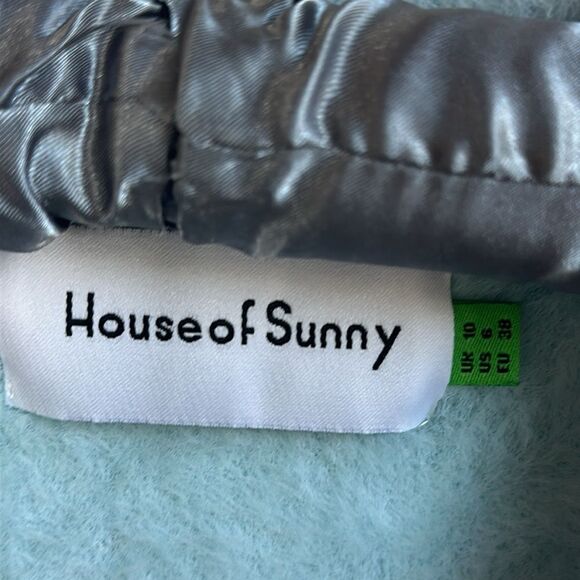 House of Sunny
UK 10
US 6
EU 38